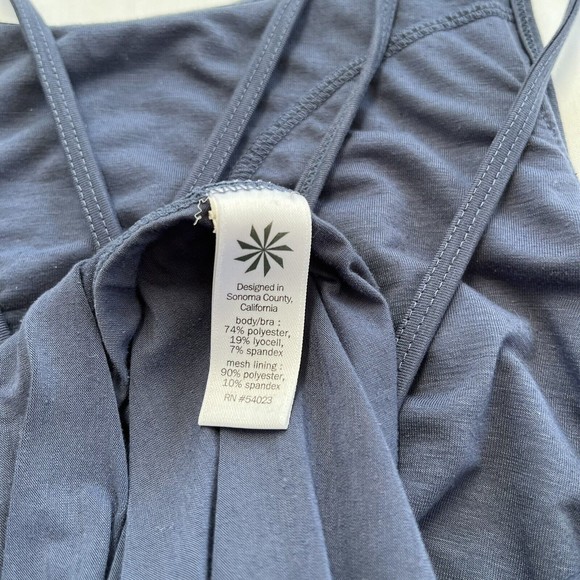 Designed in
Sonoma County,
California
body/bra :
74% polyester,
19% lyocell,
7% spandex
mesh lining :
90% polyester,
10% spandex
RN #54023